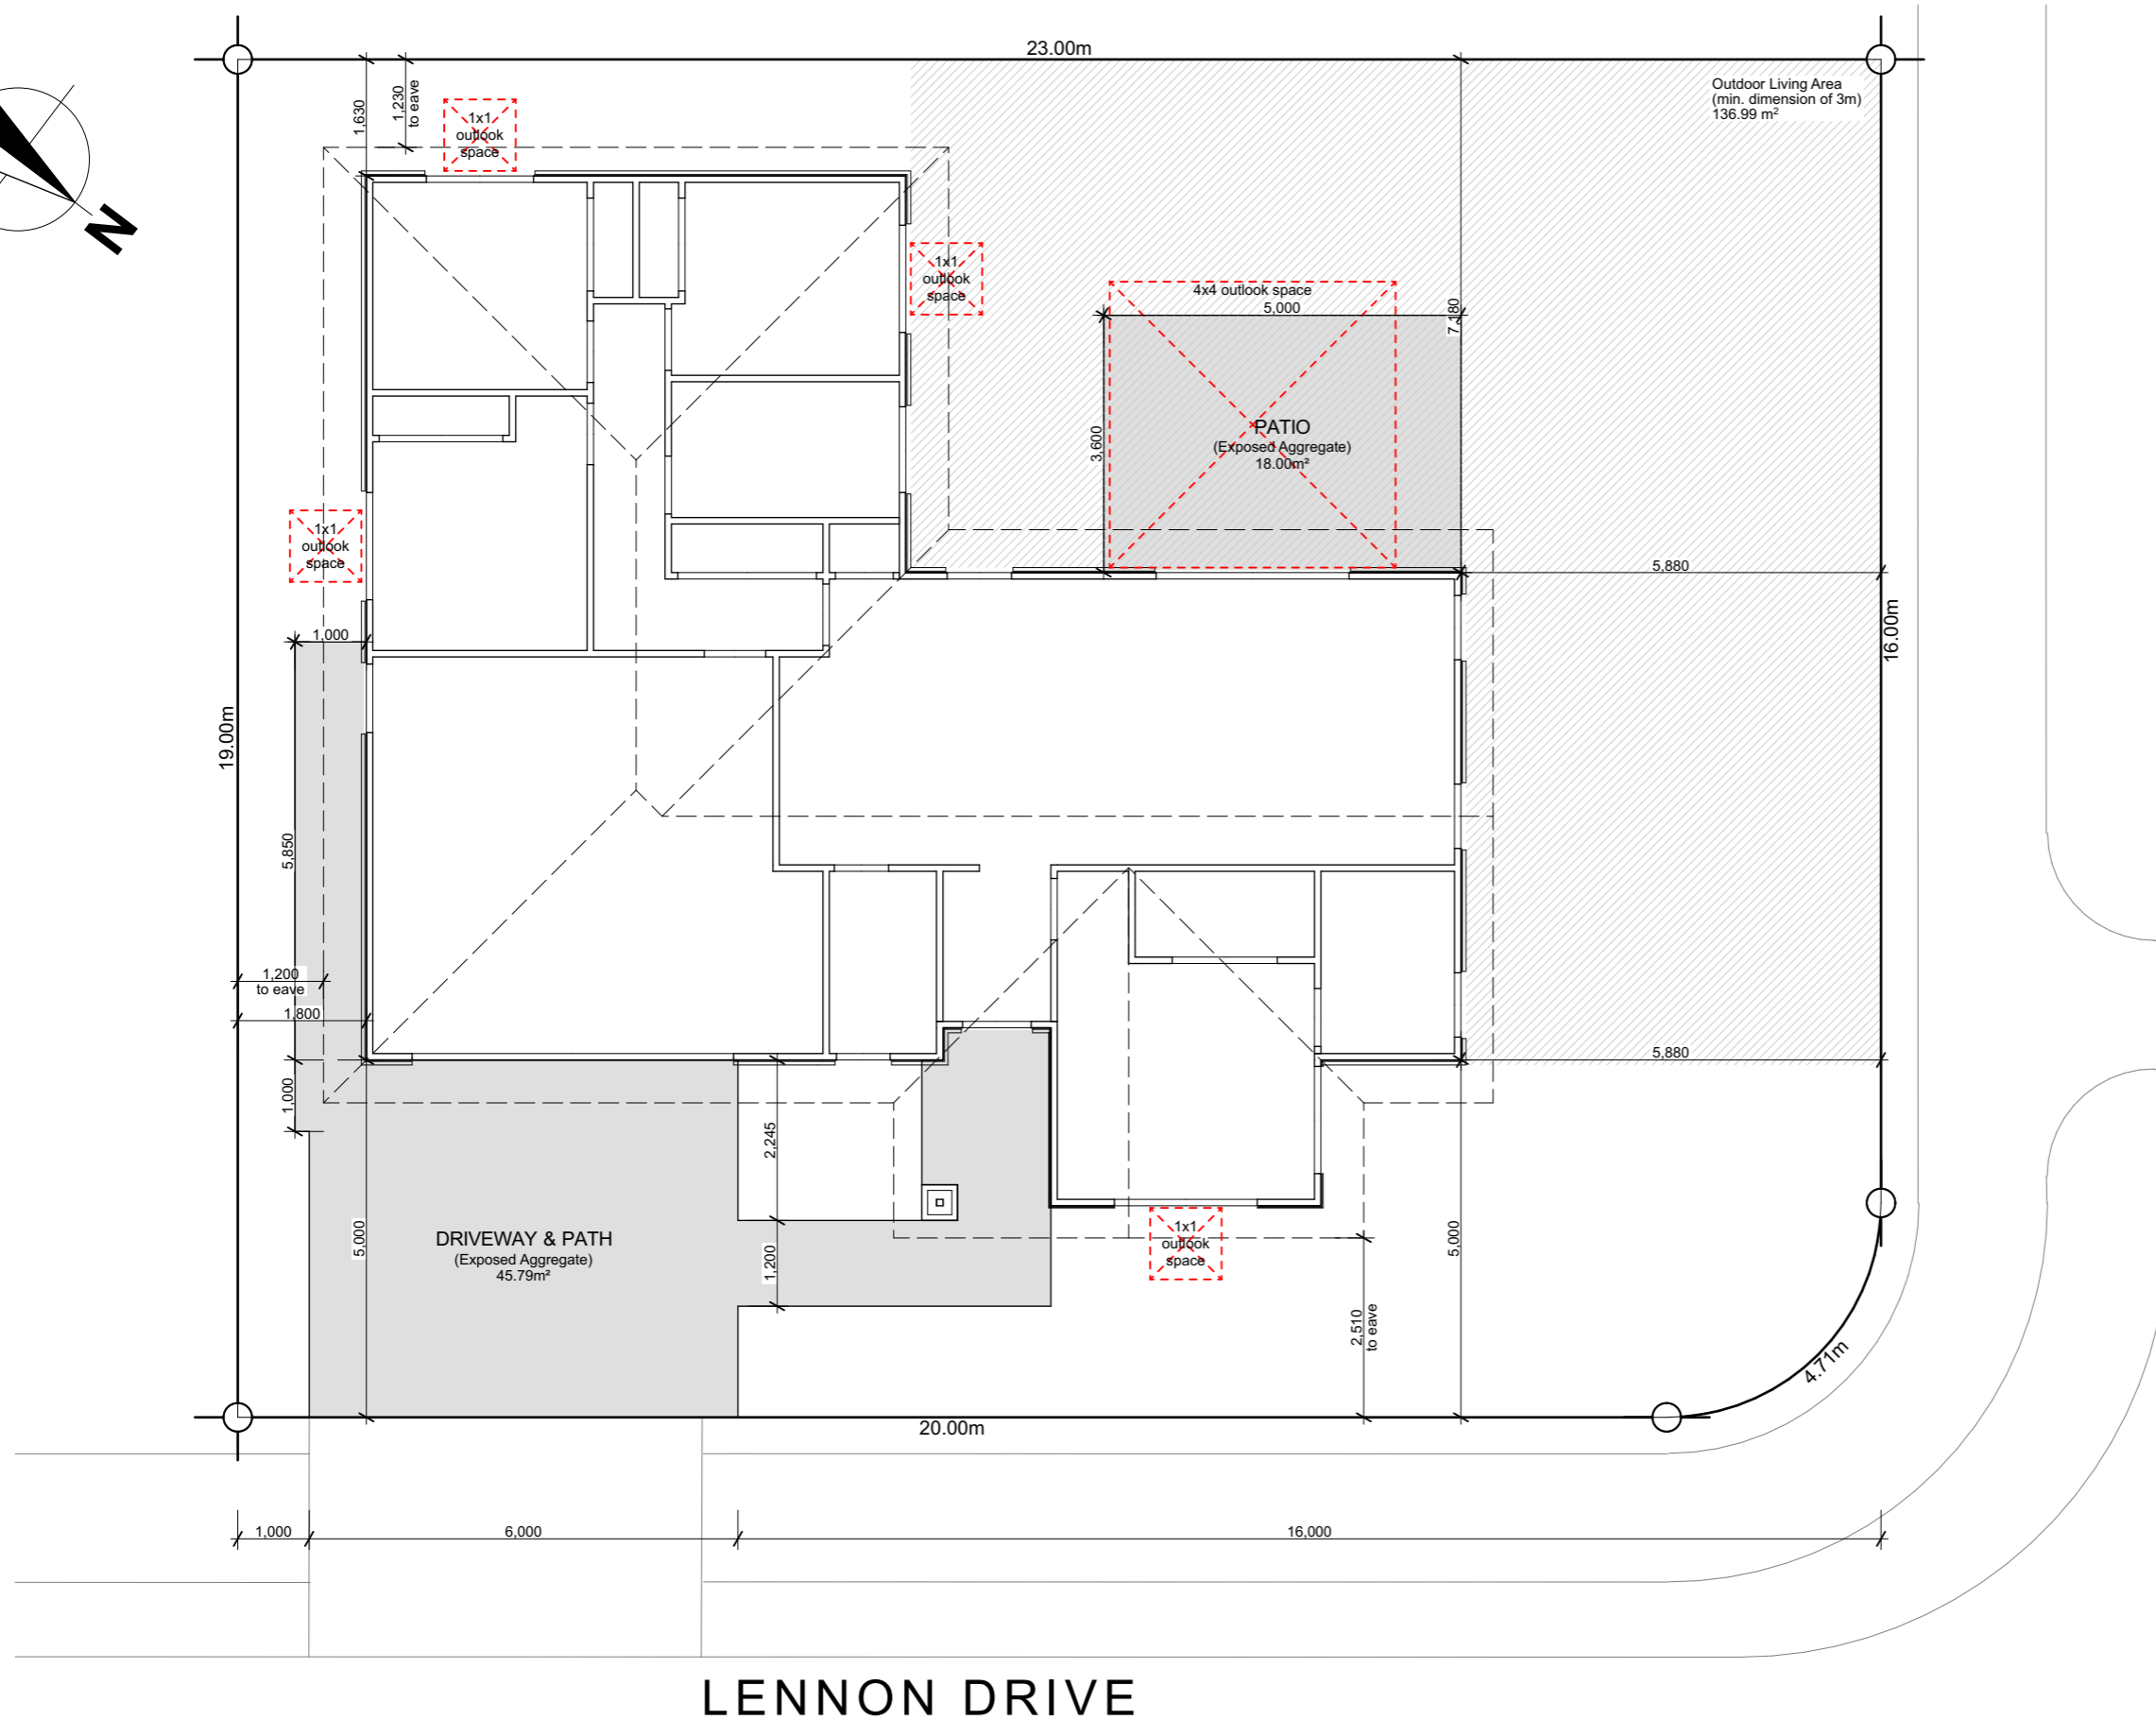 23.00m
Outdoor Living Area
(min. dimension of 3m)
136.99 m²
1,630
1,230
to eave
1x1
outlook
space
N
1x1
outlook
space
4x4 outlook space
5,000
7,180
3,600
PATIO
(Exposed Aggregate)
18.00m²
1x1
outlook
space
5,880
16.00m
1,000
19.00m
5,850
1,200
to eave
1,800
5,880
1,000
2,245
5,000
DRIVEWAY & PATH
(Exposed Aggregate)
45.79m²
1,200
1x1
outlook
space
5,000
2,510
to eave
4.71m
20.00m
1,000
6,000
16,000
LENNON DRIVE